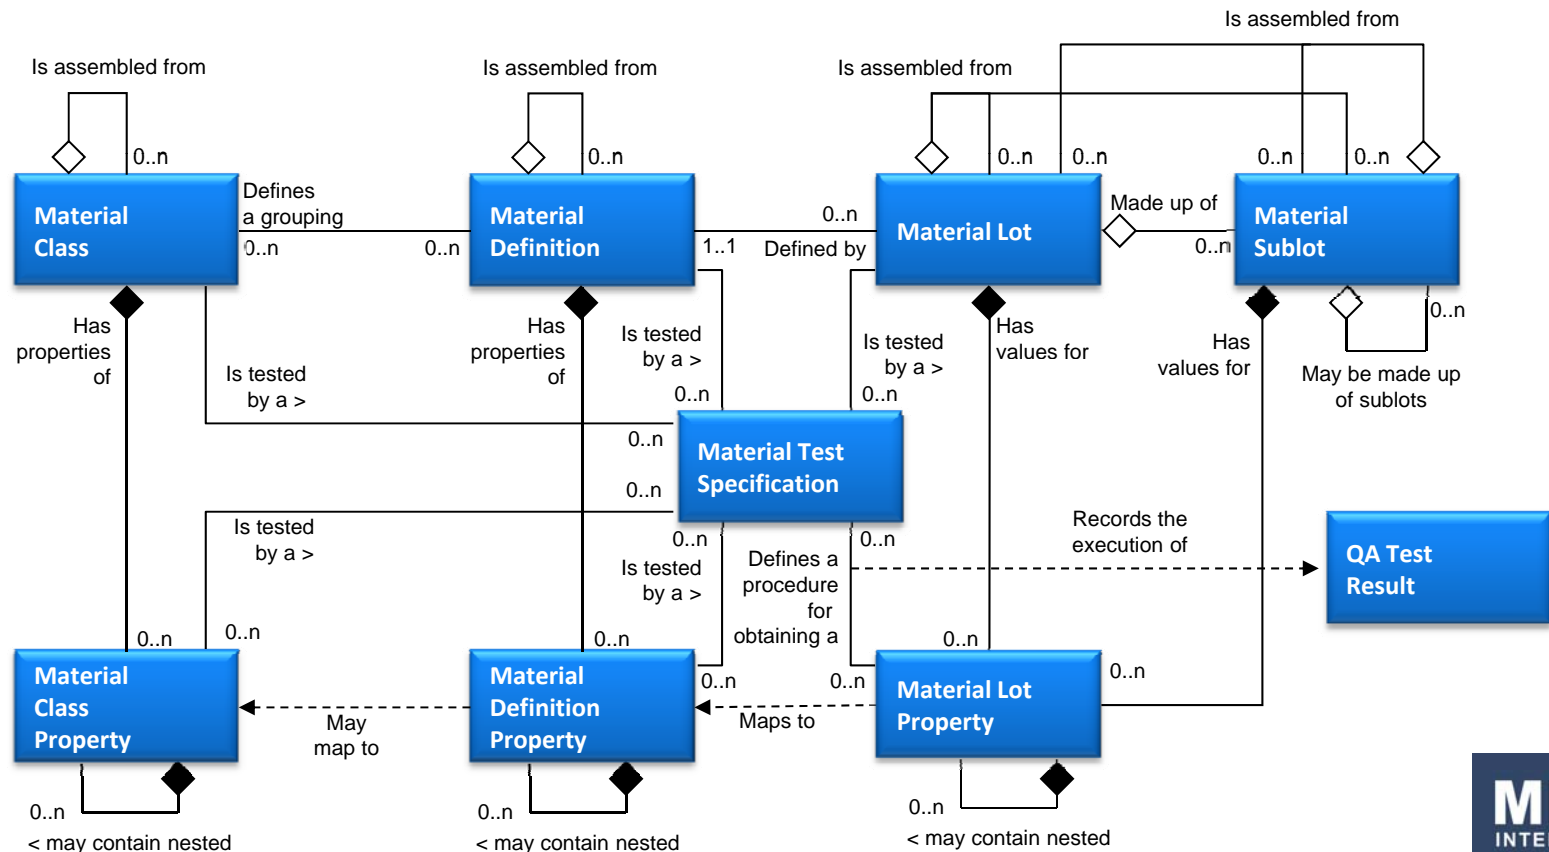 Is assembled from
Is assembled from
Is assembled from
Is assembled from
0..n
0..n
0..n
0..n
0..n
0..n
Material
Class
Defines
a grouping
0..n
0..n
Material
Definition
1..1
0..n
Defined by
Material Lot
Made up of
0..n
Material
Sublot
Has
properties
of
Is tested
by a >
Has
properties
of
Is tested
by a >
0..n
Is tested
by a >
0..n
Has
values for
Has
values for
0..n
May be made up
of sublots
0..n
0..n
Material Test
Specification
Is tested
by a >
0..n
Is tested
by a >
0..n
Defines a
procedure
for
obtaining a
Records the
execution of
QA Test
Result
0..n
0..n
0..n
0..n
0..n
0..n
0..n
Material
Class
Property
May
map to
Material
Definition
Property
Maps to
Material Lot
Property
0..n
0..n
0..n
< may contain nested
< may contain nested
< may contain nested
M
INTE